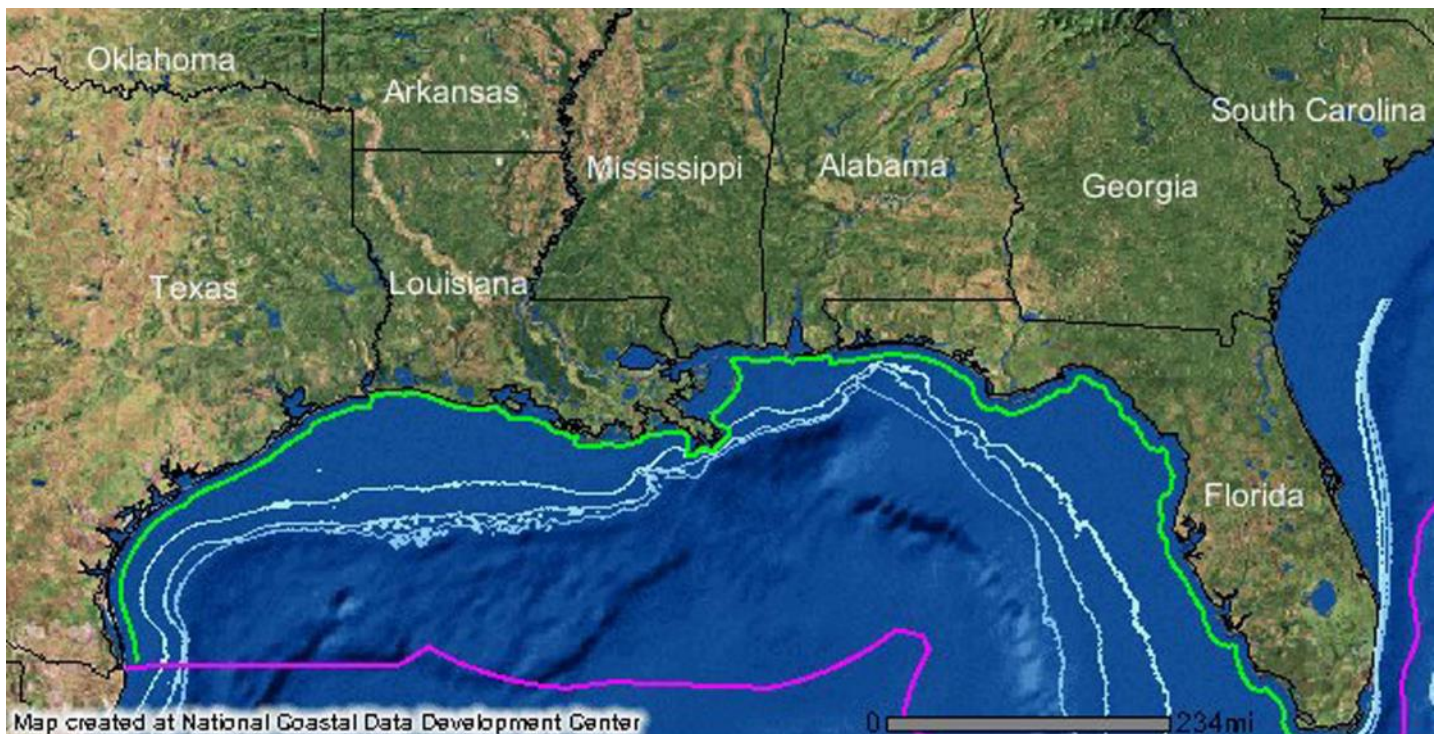 Oklahoma
Arkansas
South Carolina
Mississippi
Alabama
Georgia
Texas
Louisiana
Florida
Map created at National Coastal Data Development Center
0 234mi